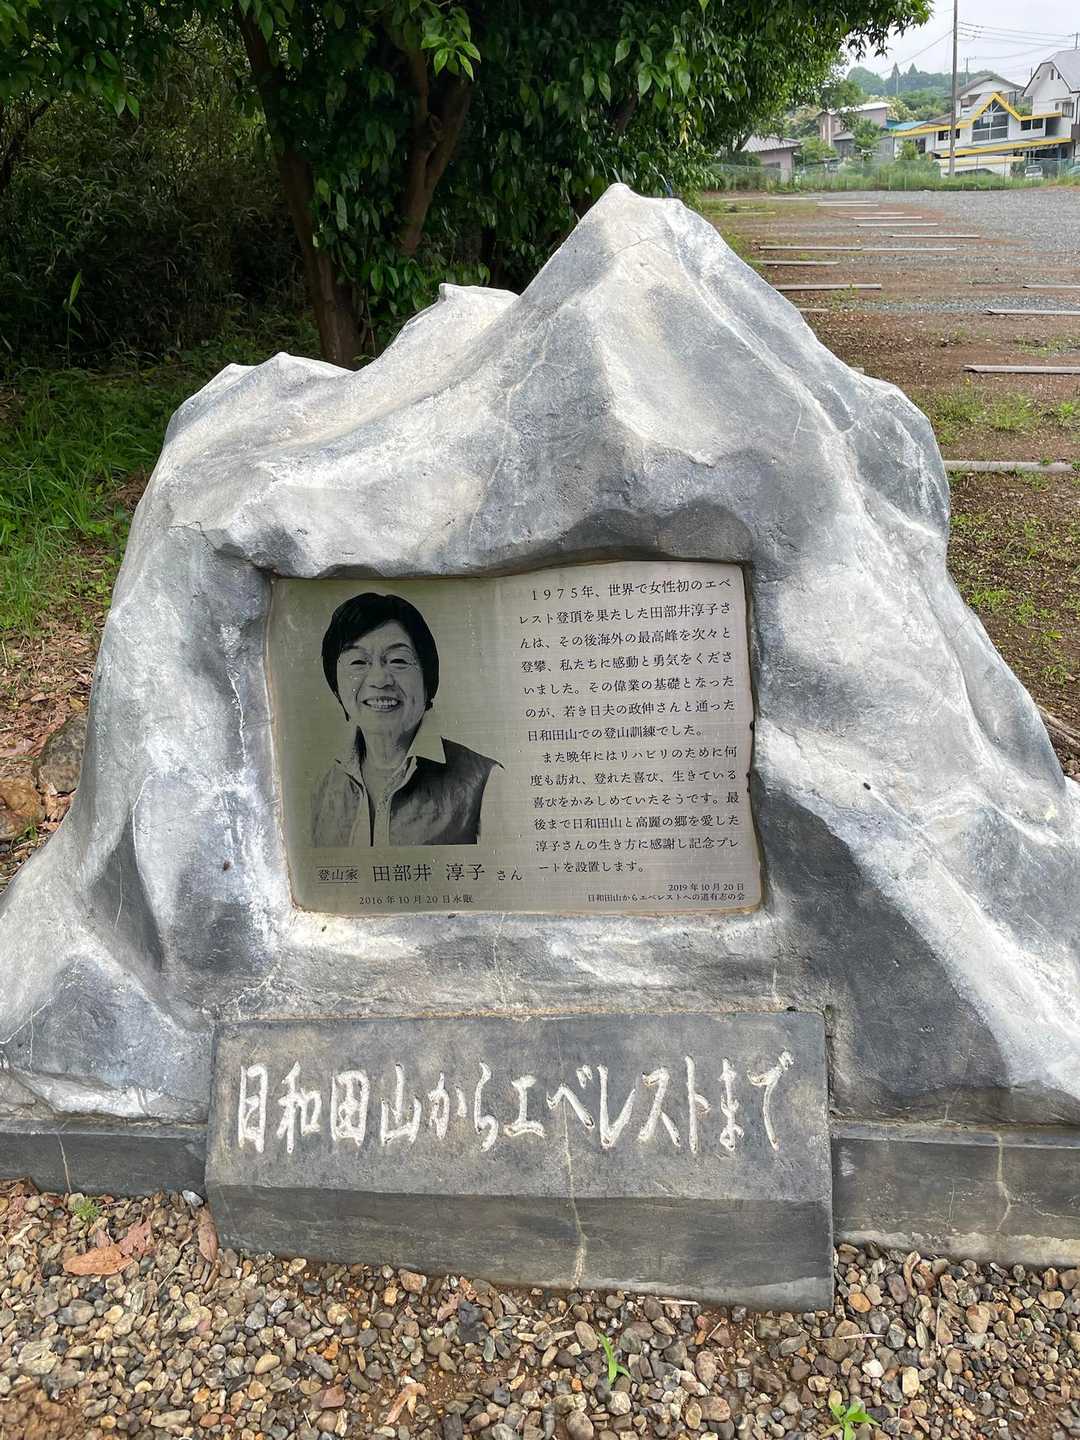 1975年、世界で女性初のエベ
レスト登頂を果たした田部井淳子さ
んは、その後海外の最高峰を次々と
登攀、私たちに感動と勇気をくださ
いました。その偉業の基礎となった
のが、若き日夫の政伸さんと通った
日和田山での登山訓練でした。
また晩年にはリハビリのために何
度も訪れ、登れた喜び、生きている
喜びをかみしめていたそうです。最
後まで日和田山と高麗の郷を愛した
淳子さんの生き方に感謝し記念プレ
ートを設置します。
登山家 田部井 淳子 さん
2016年10月20日永眠
2019年10月20日
日和田山からエベレストへの道有志の会
日和田山からエベレストまで